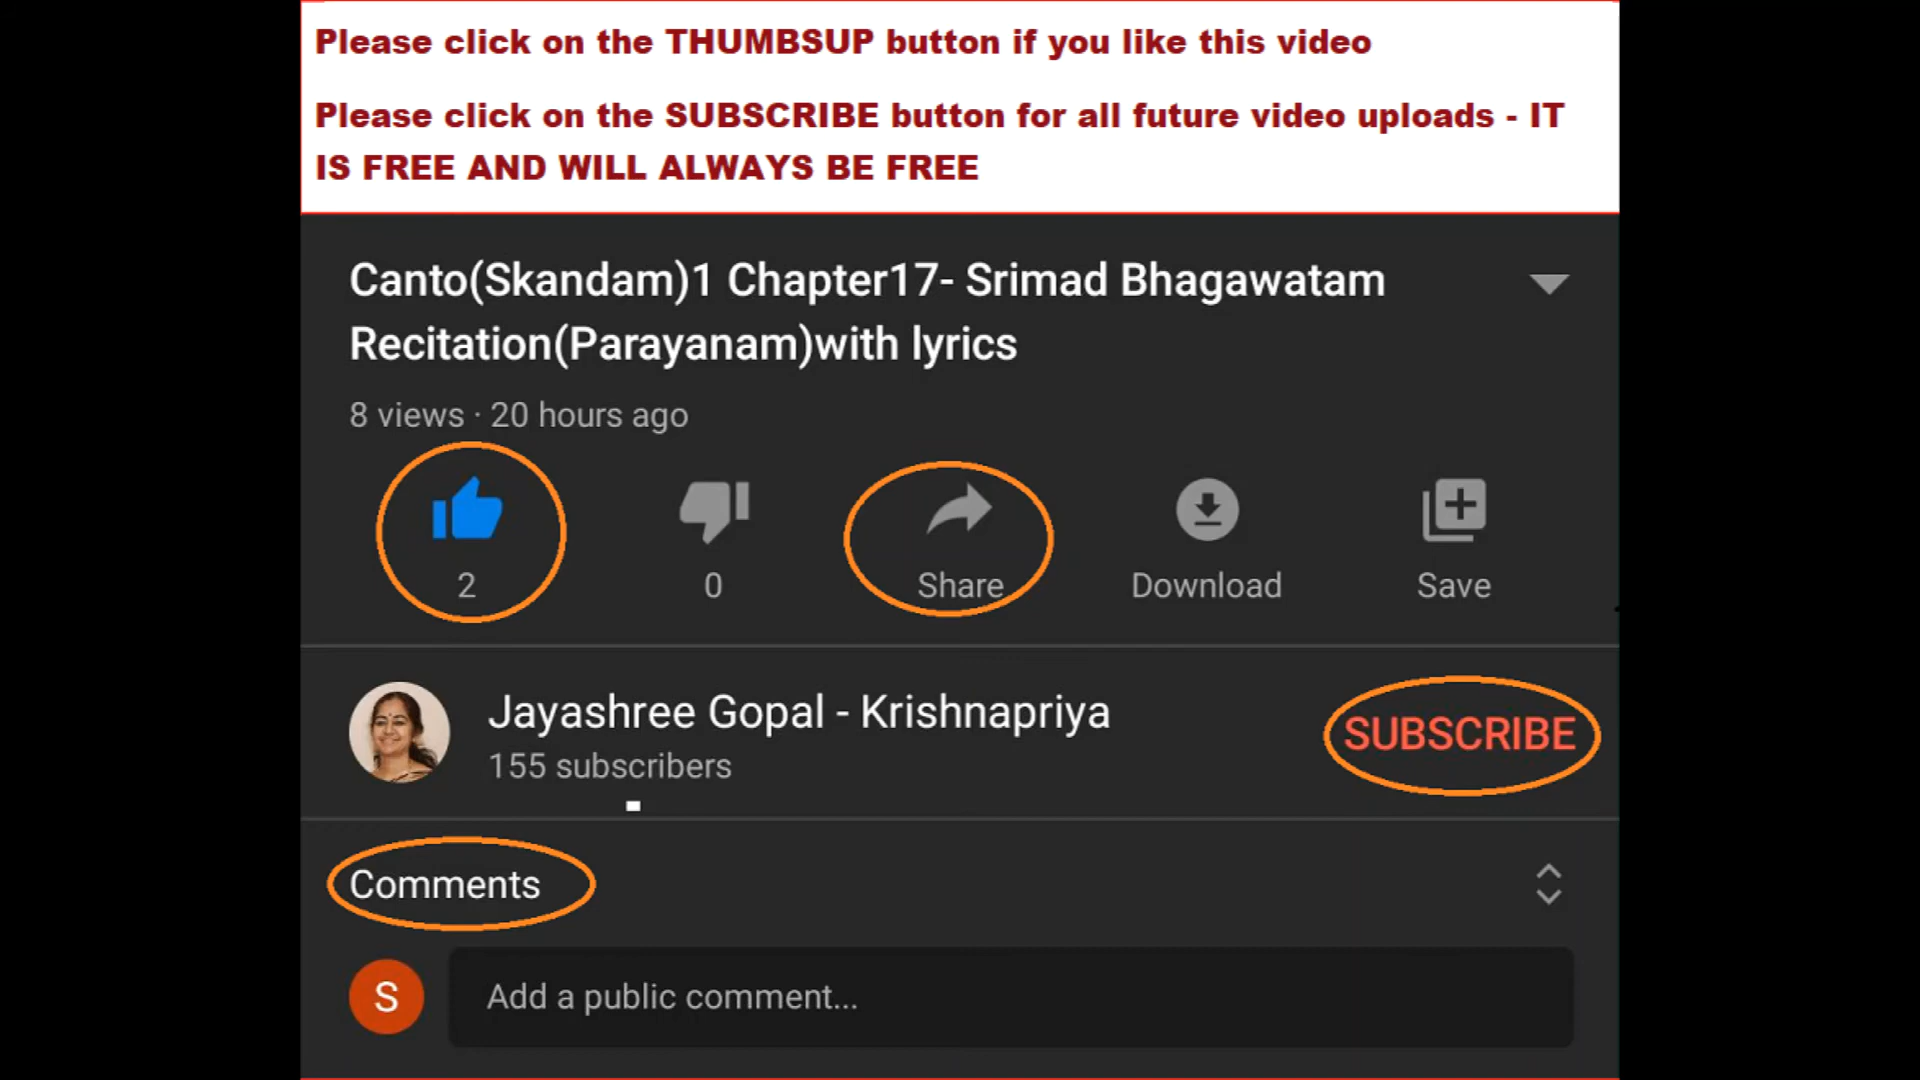 Please click on the THUMBSUP button if you like this video
Please click on the SUBSCRIBE button for all future video uploads - IT
IS FREE AND WILL ALWAYS BE FREE
Canto(Skandam)1 Chapter17- Srimad Bhagawatam
Recitation(Parayanam)with lyrics
8 views · 20 hours ago
2 0 Share Download Save
Jayashree Gopal - Krishnapriya
SUBSCRIBE
155 subscribers
Comments
S
Add a public comment...